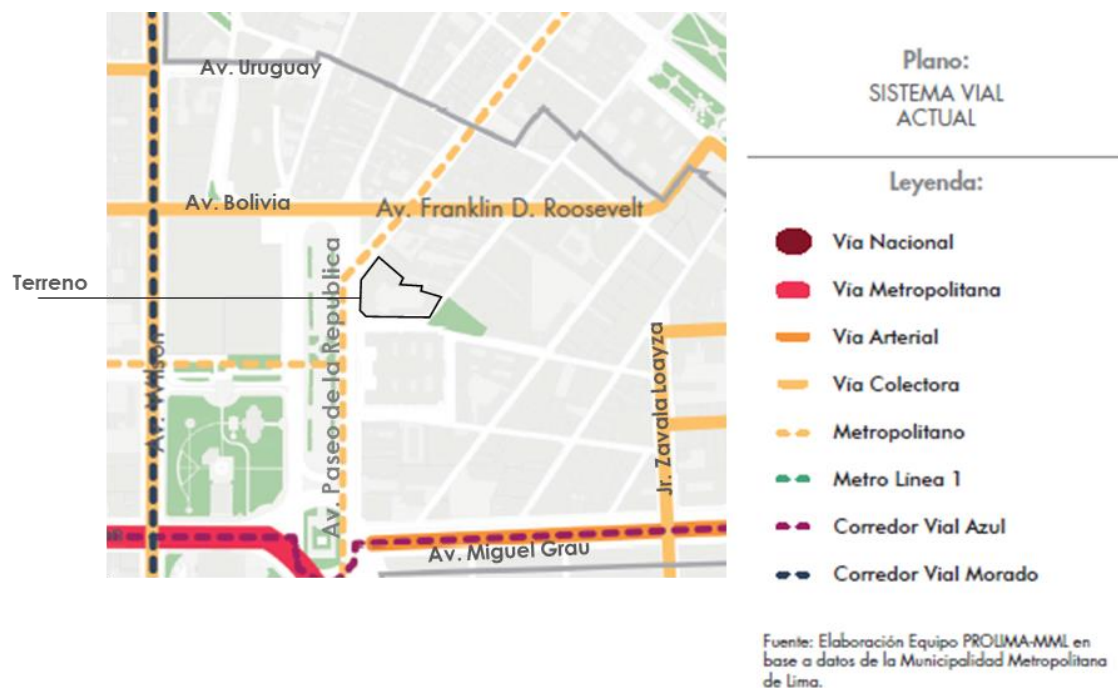 Av. Uruguay
Av. Bolivia
Av. Franklin D. Roosevelt
Terreno
Av. Wilson
Av. Paseo de la Republica
Jr. Zavala Loayza
Av. Miguel Grau
Plano:
SISTEMA VIAL
ACTUAL
Leyenda:
Vía Nacional
Vía Metropolitana
Vía Arterial
Vía Colectora
Metropolitano
Metro Línea 1
Corredor Vial Azul
Corredor Vial Morado
Fuente: Elaboración Equipo PROLIMA-MML en
base a datos de la Municipalidad Metropolitana
de Lima.